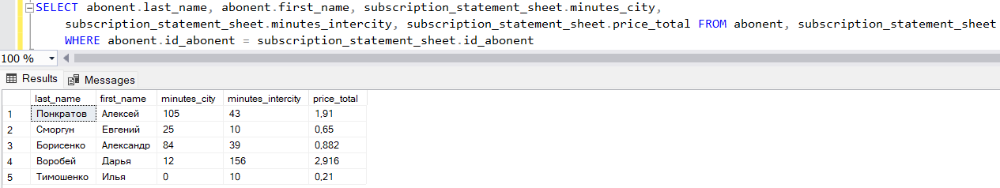 SELECT abonent.last_name, abonent.first_name, subscription_statement_sheet.minutes_city,
subscription_statement_sheet.minutes_intercity, subscription_statement_sheet.price_total FROM abonent, subscription_statement_sheet
WHERE abonent.id_abonent = subscription_statement_sheet.id_abonent
100 %
Results Messages
last_name first_name minutes_city minutes_intercity price_total
1 Понкратов Алексей 105 43 1,91
2 Сморгун Евгений 25 10 0,65
3 Борисенко Александр 84 39 0,882
4 Воробей Дарья 12 156 2,916
5 Тимошенко Илья 0 10 0,21